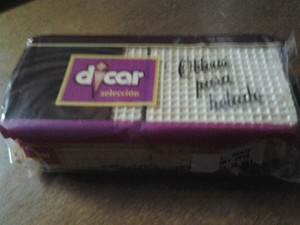 dicar
selección
Obleas
para
helado